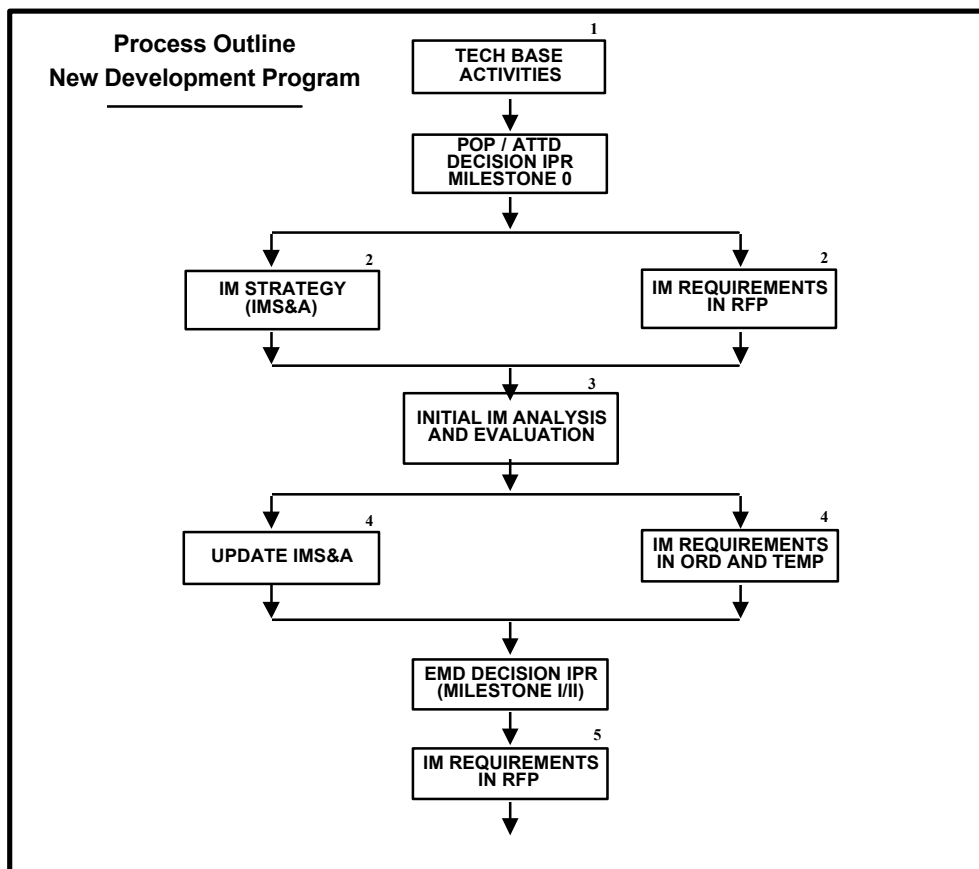 Process Outline
New Development Program
1
TECH BASE
ACTIVITIES
POP / ATTD
DECISION IPR
MILESTONE 0
2
IM STRATEGY
(IMS&A)
2
IM REQUIREMENTS
IN RFP
3
INITIAL IM ANALYSIS
AND EVALUATION
4
UPDATE IMS&A
4
IM REQUIREMENTS
IN ORD AND TEMP
EMD DECISION IPR
(MILESTONE I/II)
5
IM REQUIREMENTS
IN RFP